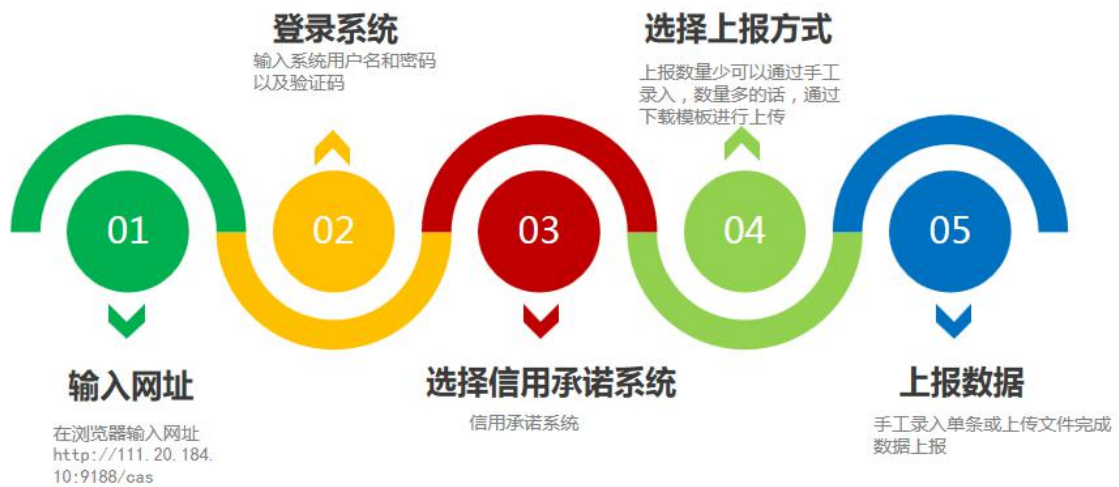 登录系统
输入系统用户名和密码
以及验证码
选择上报方式
上报数量少可以通过手工
录入，数量多的话，通过
下载模板进行上传
01
02
03
04
05
输入网址
在浏览器输入网址
http://111.20.184.
10:9188/cas
选择信用承诺系统
信用承诺系统
上报数据
手工录入单条或上传文件完成
数据上报